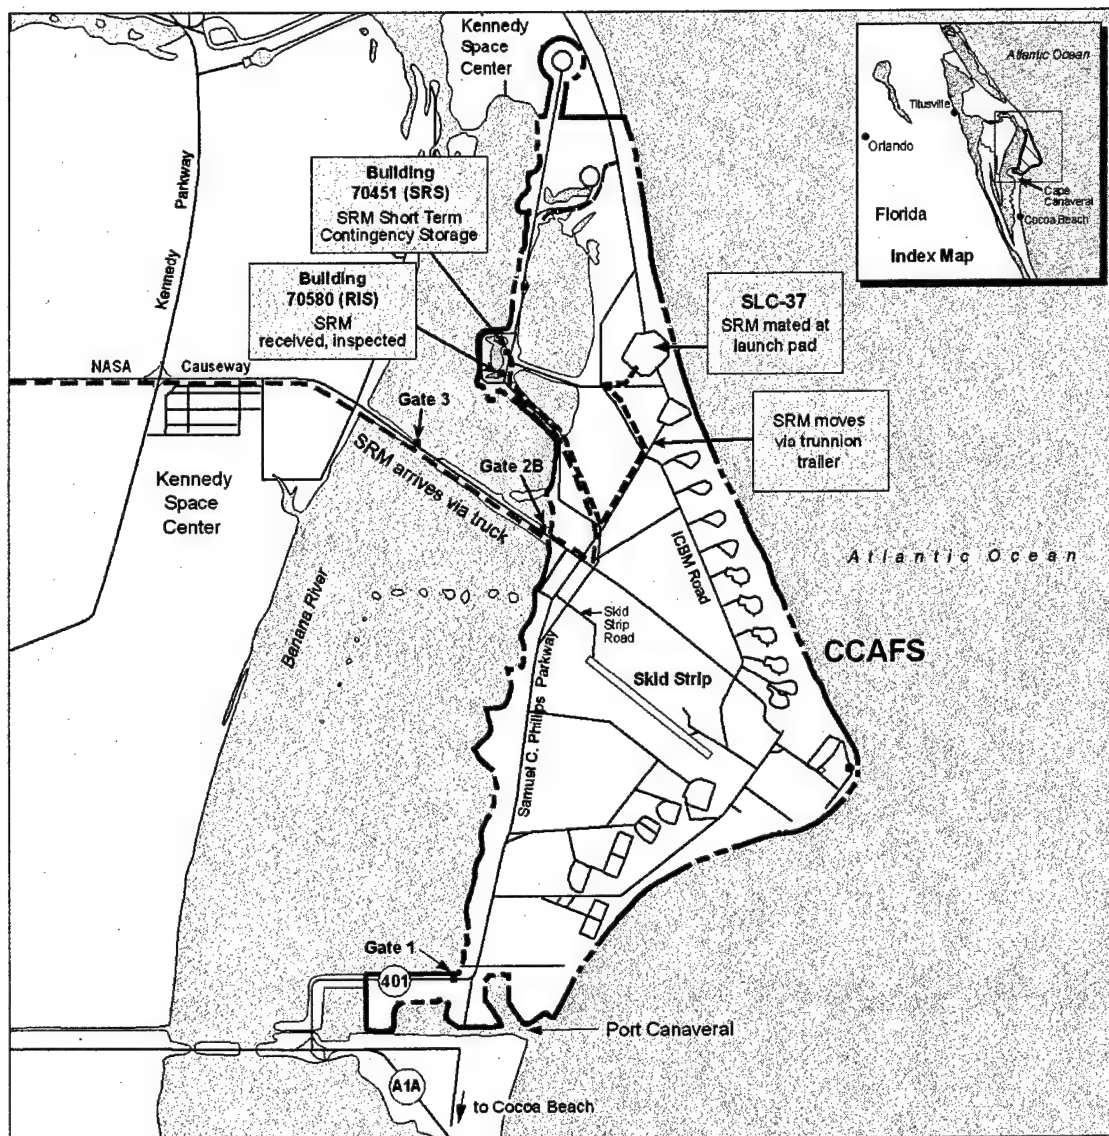 Kennedy
Space
Center
Atlantic Ocean
Titusville
Orlando
Cape
Canaveral
Cocoa Beach
Florida
Index Map
Kennedy
Parkway
Building
70451 (SRS)
SRM Short Term
Contingency Storage
Building
70580 (RIS)
SRM
received, inspected
SLC-37
SRM mated at
launch pad
NASA Causeway
Gate 3
SRM moves
via trunnion
trailer
SRM arrives via truck
Gate 2B
Kennedy
Space
Center
ICBM Road
Atlantic Ocean
Banana River
Skid
Strip
Road
CCAFS
Skid Strip
Samuel C. Phillips Parkway
Gate 1
401
Port Canaveral
A1A
to Cocoa Beach